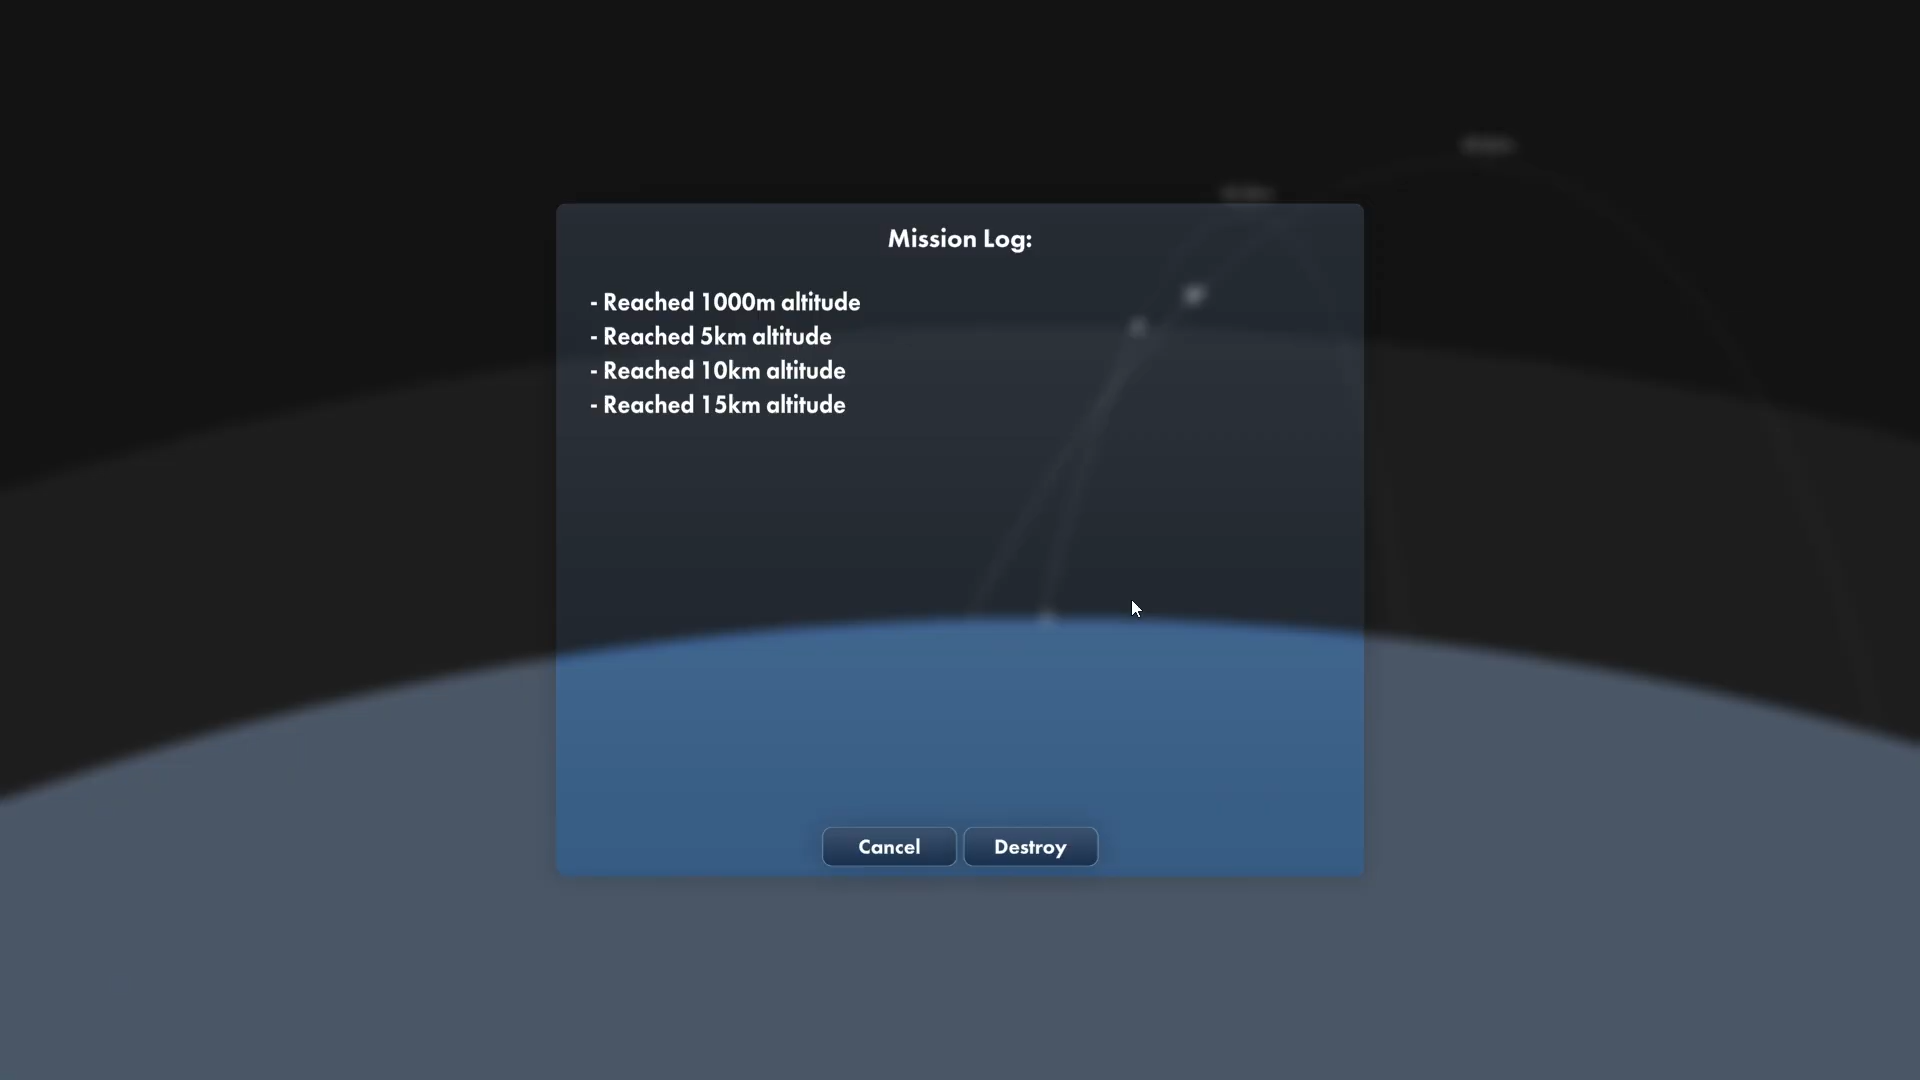 Mission Log:
- Reached 1000m altitude
- Reached 5km altitude
- Reached 10km altitude
- Reached 15km altitude
Cancel
Destroy